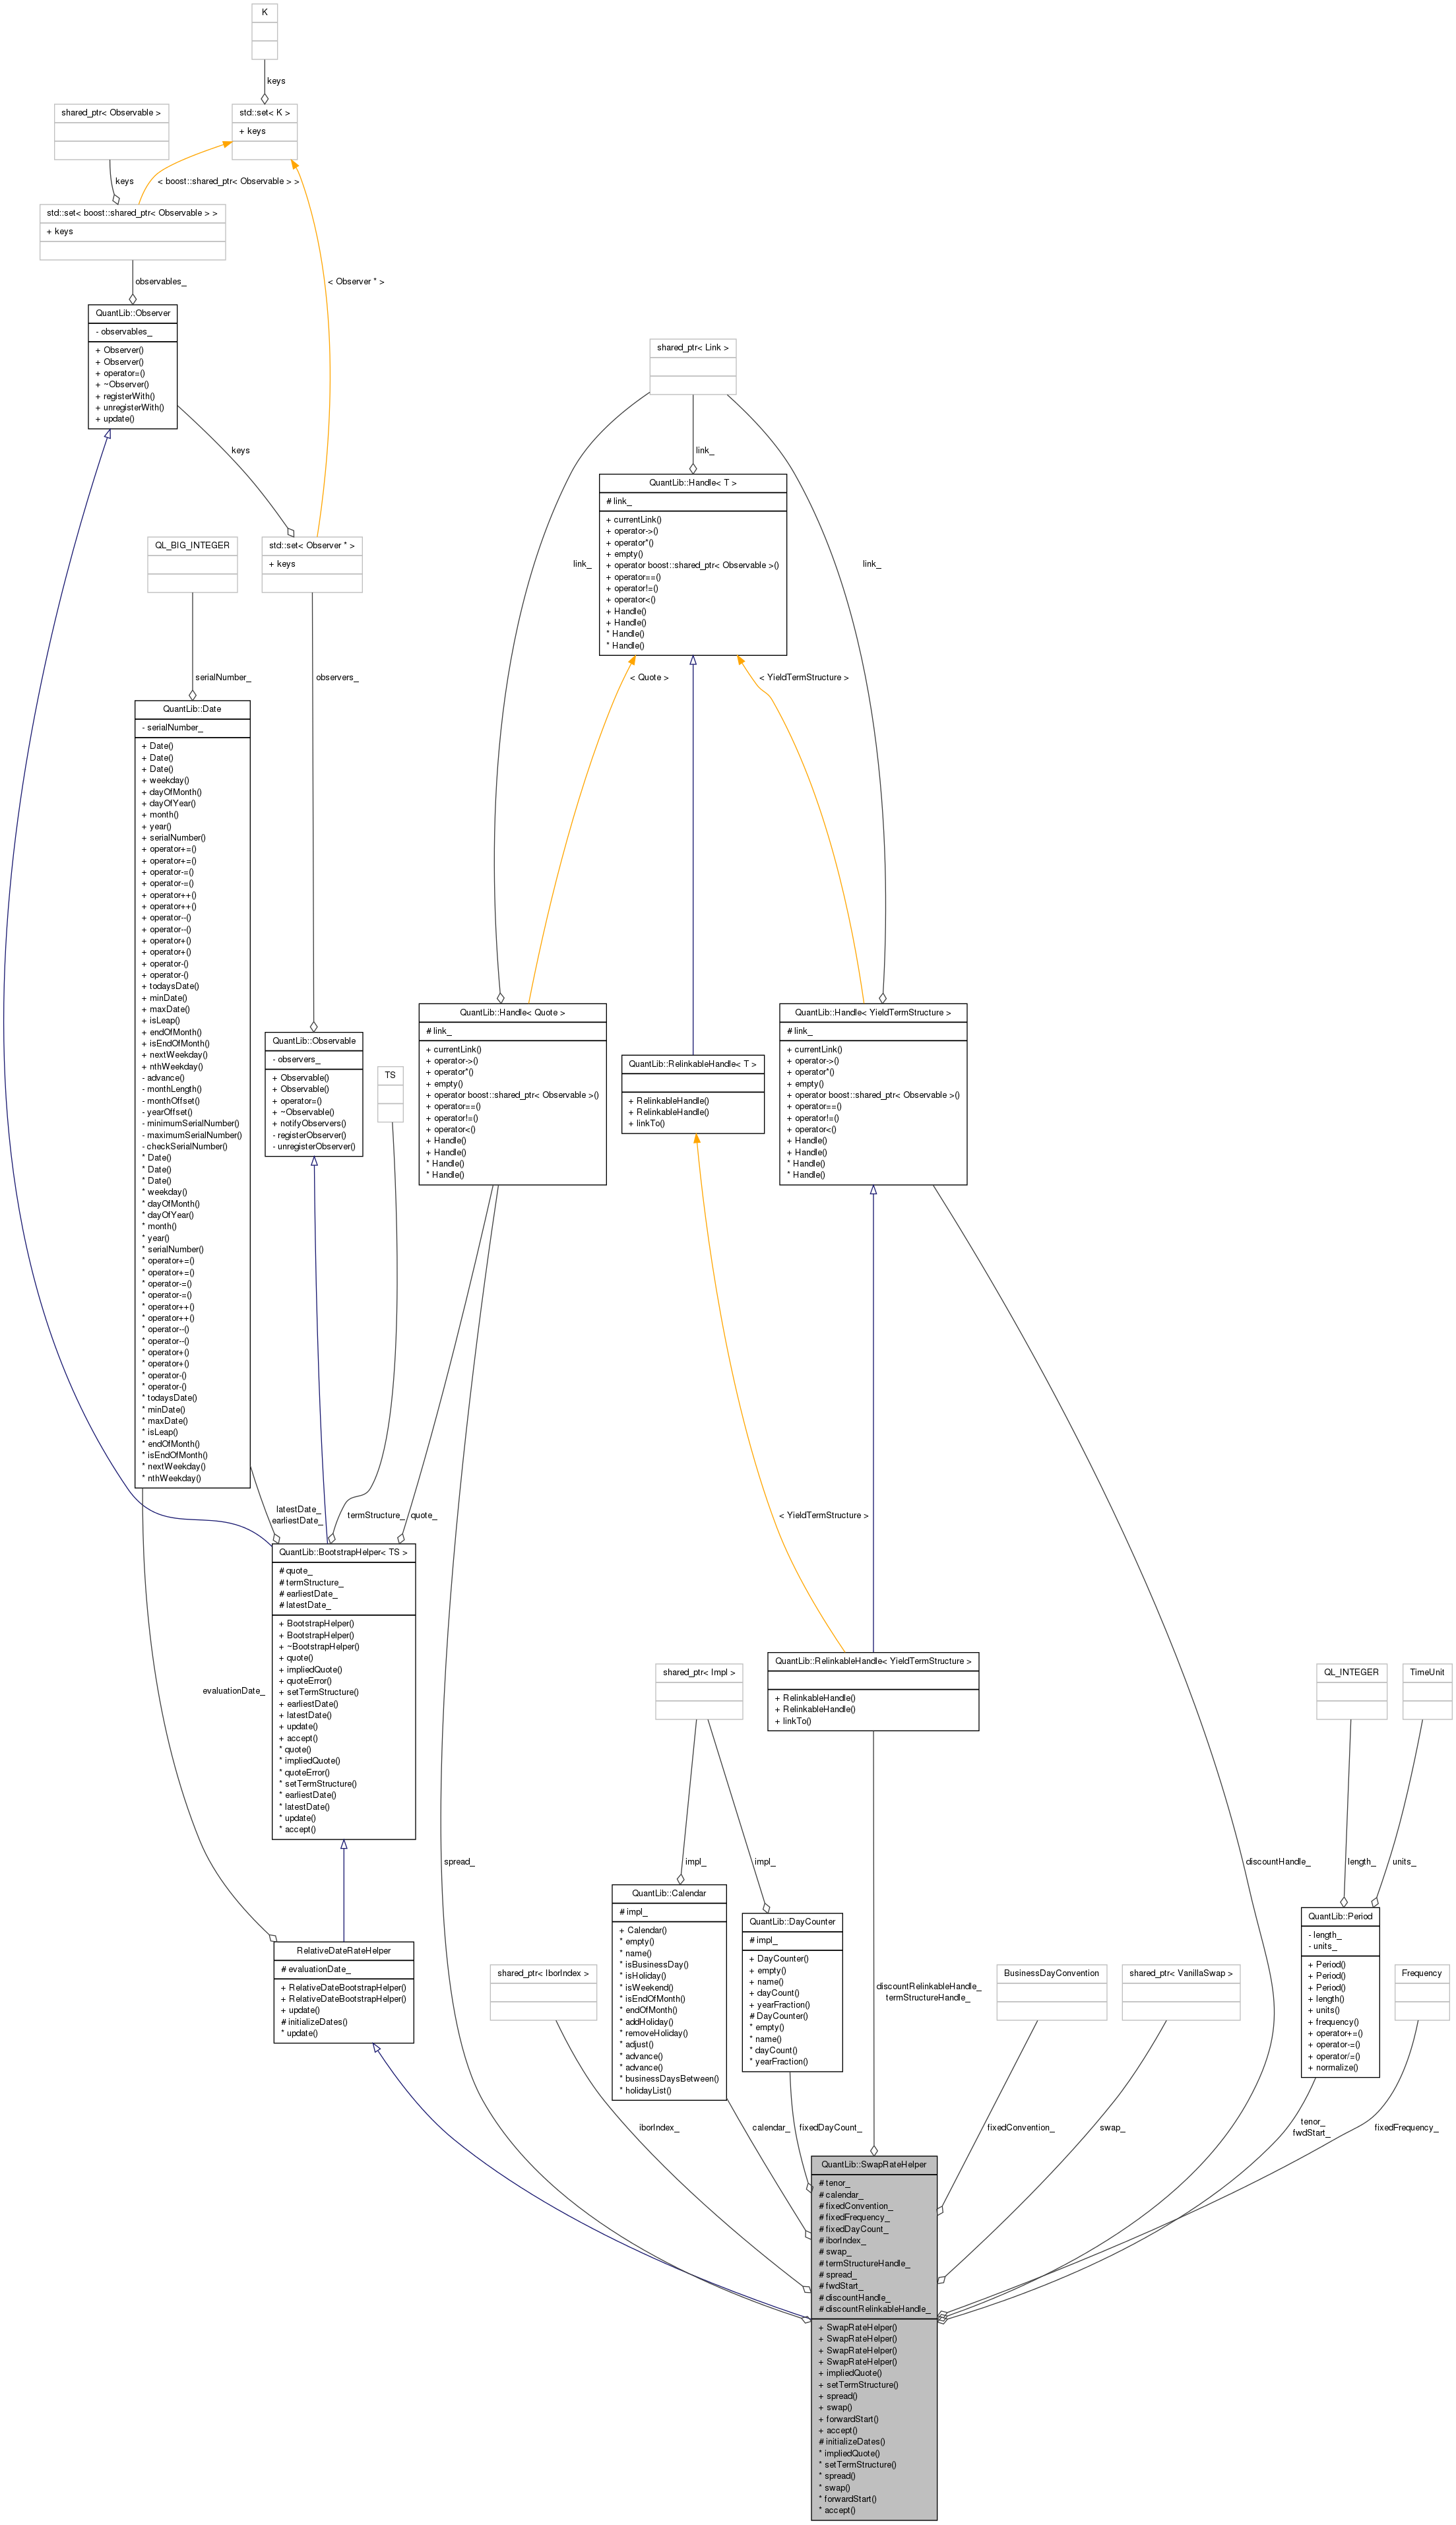 K
keys
shared_ptr< Observable >
std::set< K >
+ keys
keys
< boost::shared_ptr< Observable > >
std::set< boost::shared_ptr< Observable > >
+ keys
observables_
< Observer * >
QuantLib::Observer
- observables_
+ Observer()
+ Observer()
+ operator=()
+ ~Observer()
+ registerWith()
+ unregisterWith()
+ update()
keys
shared_ptr< Link >
link_
QuantLib::Handle< T >
# link_
+ currentLink()
+ operator->()
+ operator*()
+ empty()
+ operator boost::shared_ptr< Observable >()
+ operator==()
+ operator!=()
+ operator<()
+ Handle()
+ Handle()
* Handle()
* Handle()
link_
link_
QL_BIG_INTEGER
std::set< Observer * >
+ keys
serialNumber_
observers_
< Quote >
< YieldTermStructure >
QuantLib::Date
- serialNumber_
+ Date()
+ Date()
+ Date()
+ weekday()
+ dayOfMonth()
+ dayOfYear()
+ month()
+ year()
+ serialNumber()
+ operator+=()
+ operator+=()
+ operator-=()
+ operator-=()
+ operator++()
+ operator++()
+ operator--()
+ operator--()
+ operator+()
+ operator+()
+ operator-()
+ operator-()
+ todaysDate()
+ minDate()
+ maxDate()
+ isLeap()
+ endOfMonth()
+ isEndOfMonth()
+ nextWeekday()
+ nthWeekday()
- advance()
- monthLength()
- monthOffset()
- yearOffset()
- minimumSerialNumber()
- maximumSerialNumber()
- checkSerialNumber()
* Date()
* Date()
* Date()
* weekday()
* dayOfMonth()
* dayOfYear()
* month()
* year()
* serialNumber()
* operator+=()
* operator+=()
* operator-=()
* operator-=()
* operator++()
* operator++()
* operator--()
* operator--()
* operator+()
* operator+()
* operator-()
* operator-()
* todaysDate()
* minDate()
* maxDate()
* isLeap()
* endOfMonth()
* isEndOfMonth()
* nextWeekday()
* nthWeekday()
QuantLib::Observable
- observers_
+ Observable()
+ Observable()
+ operator=()
+ ~Observable()
+ notifyObservers()
- registerObserver()
- unregisterObserver()
TS
QuantLib::Handle< Quote >
# link_
+ currentLink()
+ operator->()
+ operator*()
+ empty()
+ operator boost::shared_ptr< Observable >()
+ operator==()
+ operator!=()
+ operator<()
+ Handle()
+ Handle()
* Handle()
* Handle()
QuantLib::RelinkableHandle< T >
+ RelinkableHandle()
+ RelinkableHandle()
+ linkTo()
QuantLib::Handle< YieldTermStructure >
# link_
+ currentLink()
+ operator->()
+ operator*()
+ empty()
+ operator boost::shared_ptr< Observable >()
+ operator==()
+ operator!=()
+ operator<()
+ Handle()
+ Handle()
* Handle()
* Handle()
latestDate_
earliestDate_
termStructure_
quote_
< YieldTermStructure >
QuantLib::BootstrapHelper< TS >
# quote_
# termStructure_
# earliestDate_
# latestDate_
+ BootstrapHelper()
+ BootstrapHelper()
+ ~BootstrapHelper()
+ quote()
+ impliedQuote()
+ quoteError()
+ setTermStructure()
+ earliestDate()
+ latestDate()
+ update()
+ accept()
* quote()
* impliedQuote()
* quoteError()
* setTermStructure()
* earliestDate()
* latestDate()
* update()
* accept()
evaluationDate_
shared_ptr< Impl >
QuantLib::RelinkableHandle< YieldTermStructure >
+ RelinkableHandle()
+ RelinkableHandle()
+ linkTo()
QL_INTEGER
TimeUnit
spread_
impl_
impl_
discountHandle_
length_
units_
RelativeDateRateHelper
# evaluationDate_
+ RelativeDateBootstrapHelper()
+ RelativeDateBootstrapHelper()
+ update()
# initializeDates()
* update()
shared_ptr< IborIndex >
QuantLib::Calendar
# impl_
+ Calendar()
* empty()
* name()
* isBusinessDay()
* isHoliday()
* isWeekend()
* isEndOfMonth()
* endOfMonth()
* addHoliday()
* removeHoliday()
* adjust()
* advance()
* advance()
* businessDaysBetween()
* holidayList()
QuantLib::DayCounter
# impl_
+ DayCounter()
+ empty()
+ name()
+ dayCount()
+ yearFraction()
# DayCounter()
* empty()
* name()
* dayCount()
* yearFraction()
discountRelinkableHandle_
termStructureHandle_
BusinessDayConvention
shared_ptr< VanillaSwap >
QuantLib::Period
- length_
- units_
+ Period()
+ Period()
+ Period()
+ length()
+ units()
+ frequency()
+ operator+=()
+ operator-=()
+ operator/=()
+ normalize()
Frequency
iborIndex_
calendar_
fixedDayCount_
fixedConvention_
swap_
tenor_
fwdStart_
fixedFrequency_
QuantLib::SwapRateHelper
# tenor_
# calendar_
# fixedConvention_
# fixedFrequency_
# fixedDayCount_
# iborIndex_
# swap_
# termStructureHandle_
# spread_
# fwdStart_
# discountHandle_
# discountRelinkableHandle_
+ SwapRateHelper()
+ SwapRateHelper()
+ SwapRateHelper()
+ SwapRateHelper()
+ impliedQuote()
+ setTermStructure()
+ spread()
+ swap()
+ forwardStart()
+ accept()
# initializeDates()
* impliedQuote()
* setTermStructure()
* spread()
* swap()
* forwardStart()
* accept()